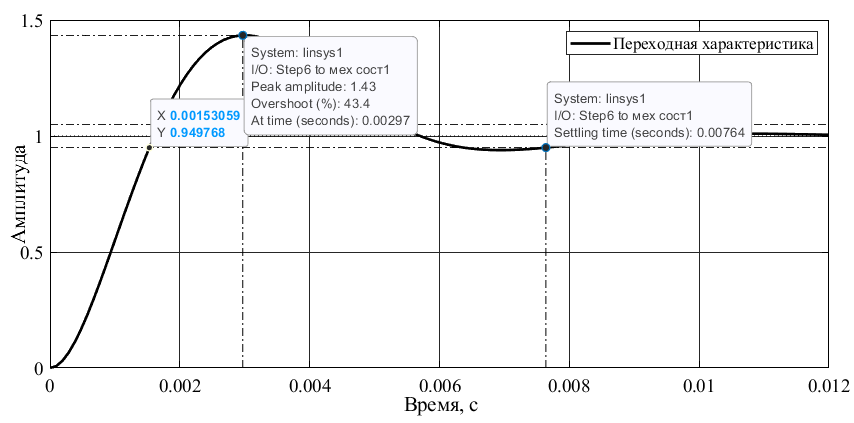 1.5
Переходная характеристика
System: linsys1
I/O: Step6 to мех сост1
Peak amplitude: 1.43
Overshoot (%): 43.4
At time (seconds): 0.00297
System: linsys1
I/O: Step6 to мех сост1
Settling time (seconds): 0.00764
X 0.00153059
Y 0.949768
1
Амплитуда
0.5
0
0 0.002 0.004 0.006 0.008 0.01 0.012
Время, с